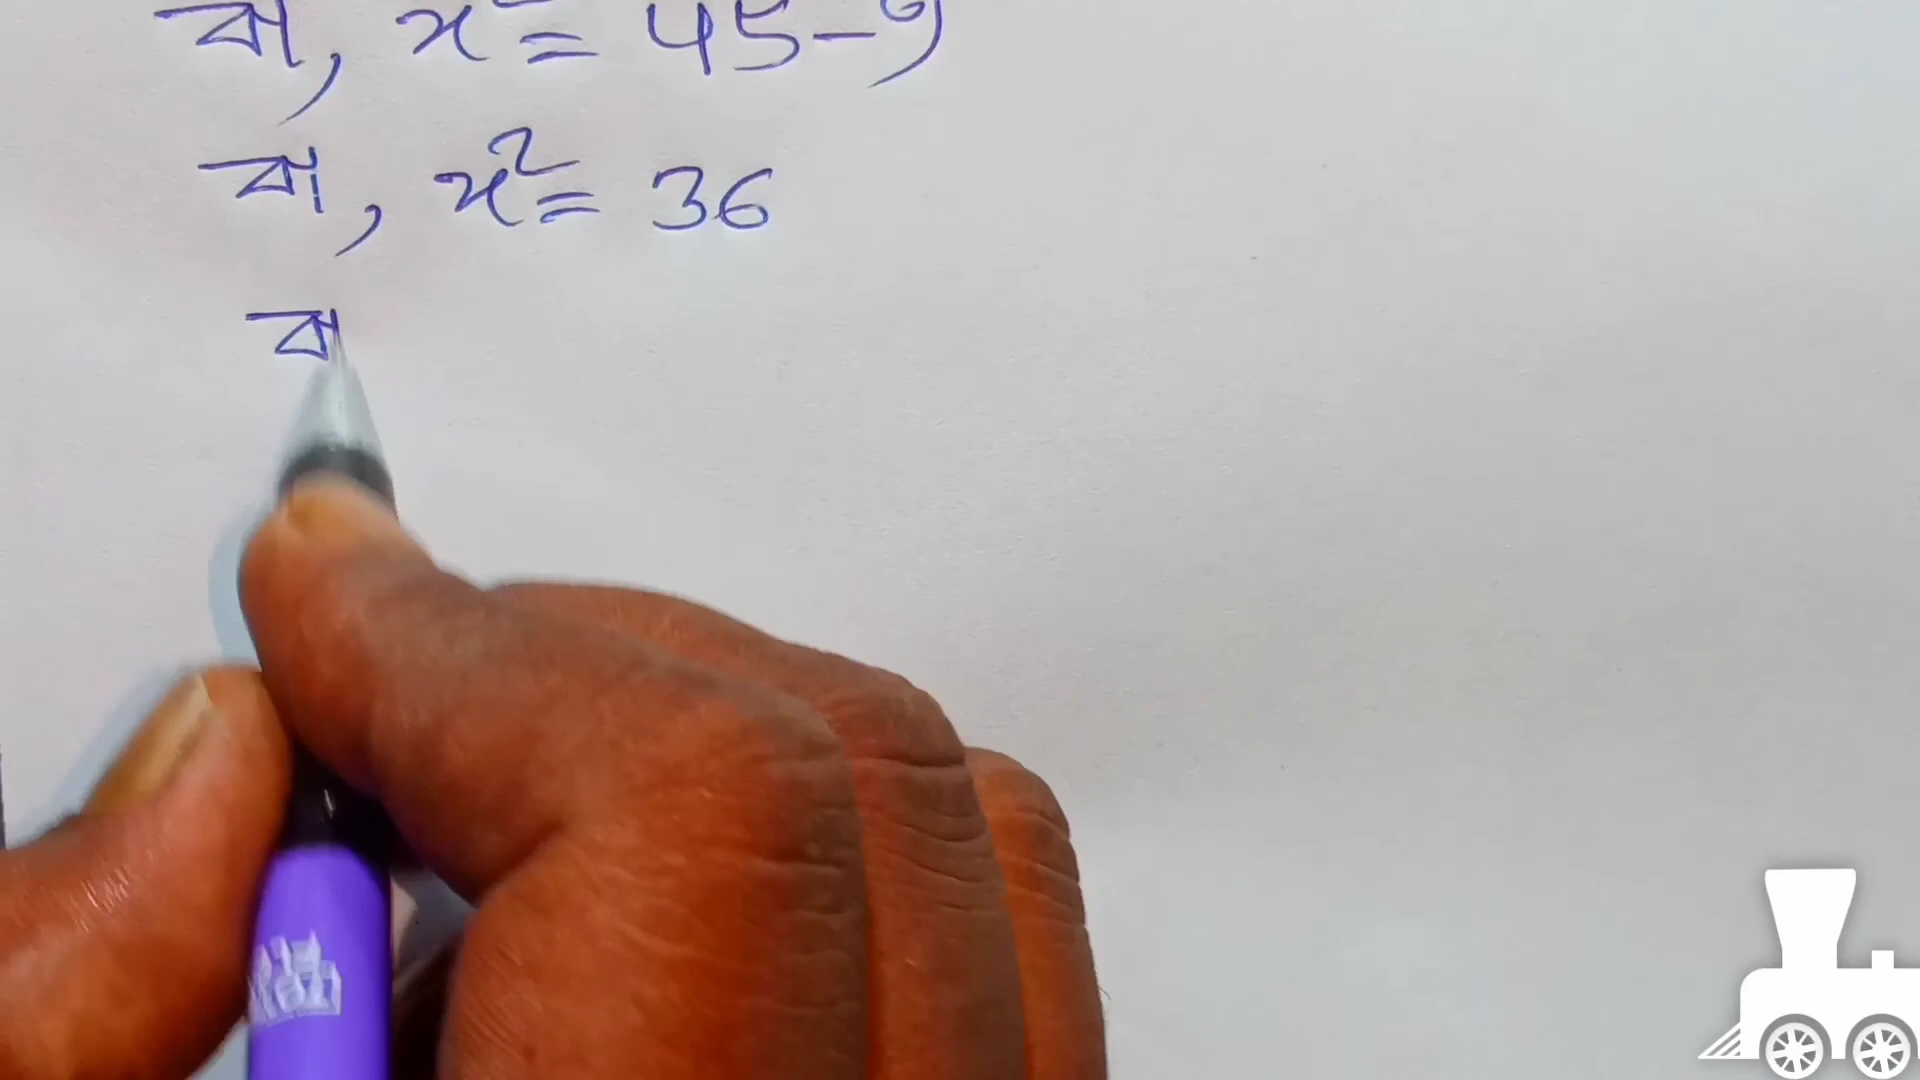 বা, x² = 45-9
বা, x² = 36
বা